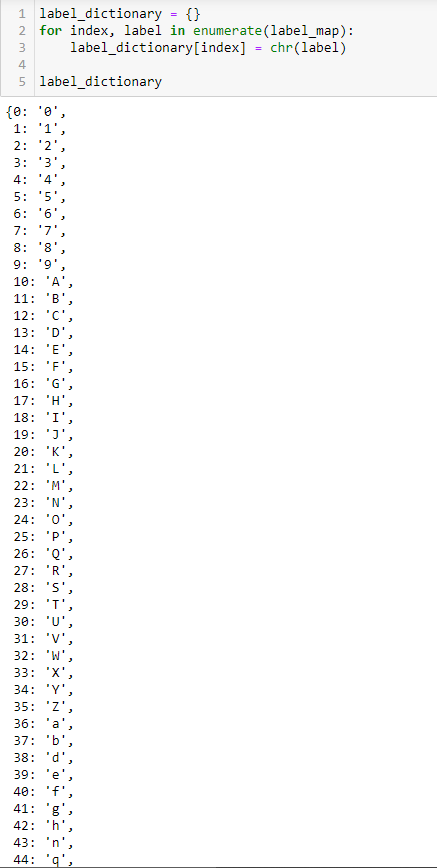 1 label_dictionary = {}
2 for index, label in enumerate(label_map):
3     label_dictionary[index] = chr(label)
4
5 label_dictionary
{0: '0',
 1: '1',
 2: '2',
 3: '3',
 4: '4',
 5: '5',
 6: '6',
 7: '7',
 8: '8',
 9: '9',
 10: 'A',
 11: 'B',
 12: 'C',
 13: 'D',
 14: 'E',
 15: 'F',
 16: 'G',
 17: 'H',
 18: 'I',
 19: 'J',
 20: 'K',
 21: 'L',
 22: 'M',
 23: 'N',
 24: 'O',
 25: 'P',
 26: 'Q',
 27: 'R',
 28: 'S',
 29: 'T',
 30: 'U',
 31: 'V',
 32: 'W',
 33: 'X',
 34: 'Y',
 35: 'Z',
 36: 'a',
 37: 'b',
 38: 'd',
 39: 'e',
 40: 'f',
 41: 'g',
 42: 'h',
 43: 'n',
 44: 'q',